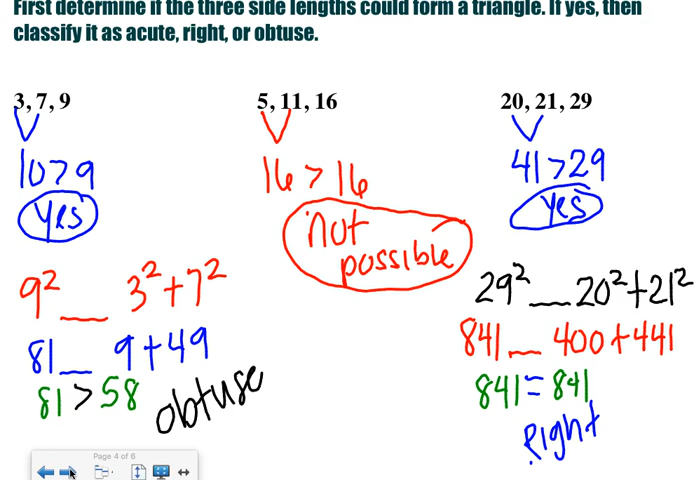 First determine if the three side lengths could form a triangle. If yes, then
classify it as acute, right, or obtuse.
3, 7, 9
10>9
yes
9² __ 3²+7²
81 __ 9+49
81 > 58
obtuse
5, 11, 16
16 > 16
not
possible
20, 21, 29
41>29
yes
29² __ 20²+21²
841 __ 400+441
841 = 841
Right
Page 4 of 6